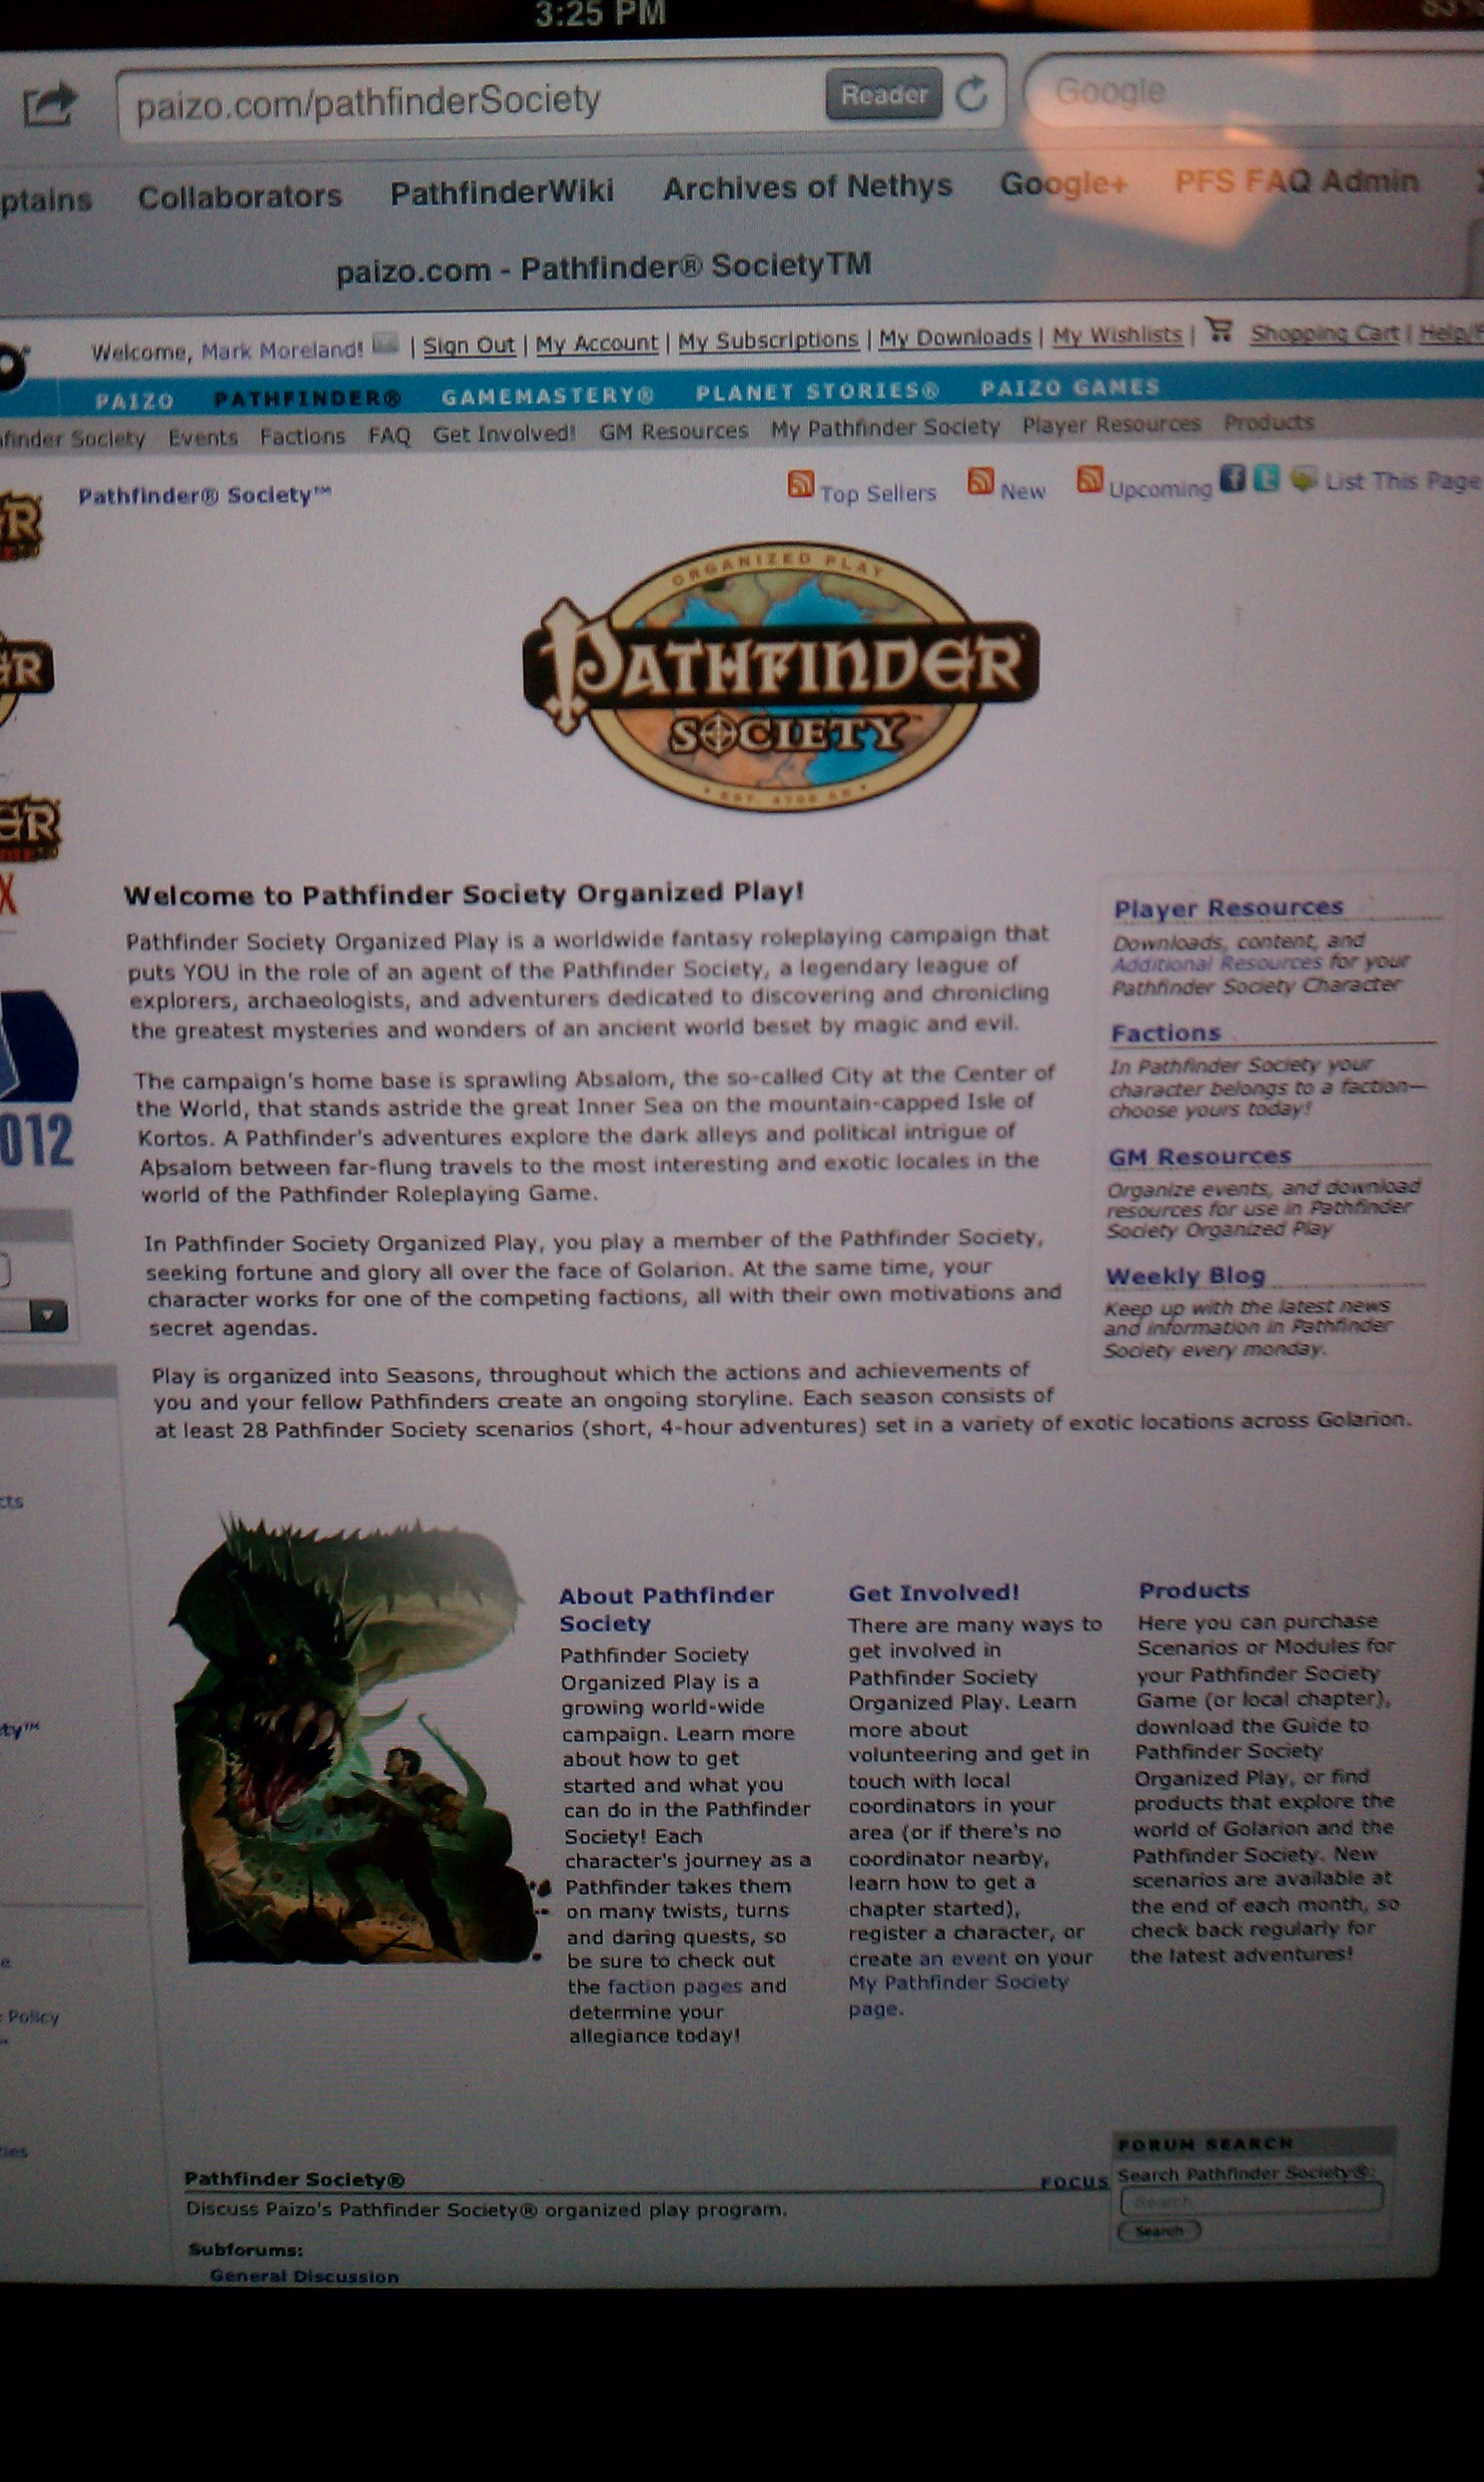 3:25 PM
paizo.com/pathfinderSociety Reader Google
ptains Collaborators PathfinderWiki Archives of Nethys Google+ PFS FAQ Admin
paizo.com - Pathfinder® SocietyTM
Welcome, Mark Moreland! | Sign Out | My Account | My Subscriptions | My Downloads | My Wishlists | Shopping Cart | Help/F
PAIZO PATHFINDER® GAMEMASTERY® PLANET STORIES® PAIZO GAMES
finder Society Events Factions FAQ Get Involved! GM Resources My Pathfinder Society Player Resources Products
Pathfinder® Society™ Top Sellers New Upcoming List This Page
ORGANIZED PLAY
PATHFINDER
SOCIETY™
Welcome to Pathfinder Society Organized Play!
Pathfinder Society Organized Play is a worldwide fantasy roleplaying campaign that
puts YOU in the role of an agent of the Pathfinder Society, a legendary league of
explorers, archaeologists, and adventurers dedicated to discovering and chronicling
the greatest mysteries and wonders of an ancient world beset by magic and evil.
The campaign's home base is sprawling Absalom, the so-called City at the Center of
the World, that stands astride the great Inner Sea on the mountain-capped Isle of
Kortos. A Pathfinder's adventures explore the dark alleys and political intrigue of
Absalom between far-flung travels to the most interesting and exotic locales in the
world of the Pathfinder Roleplaying Game.
In Pathfinder Society Organized Play, you play a member of the Pathfinder Society,
seeking fortune and glory all over the face of Golarion. At the same time, your
character works for one of the competing factions, all with their own motivations and
secret agendas.
Play is organized into Seasons, throughout which the actions and achievements of
you and your fellow Pathfinders create an ongoing storyline. Each season consists of
at least 28 Pathfinder Society scenarios (short, 4-hour adventures) set in a variety of exotic locations across Golarion.
Player Resources
Downloads, content, and
Additional Resources for your
Pathfinder Society Character
Factions
In Pathfinder Society your
character belongs to a faction—
choose yours today!
GM Resources
Organize events, and download
resources for use in Pathfinder
Society Organized Play
Weekly Blog
Keep up with the latest news
and information in Pathfinder
Society every monday.
012
cts
ty™
Policy
About Pathfinder
Society
Pathfinder Society
Organized Play is a
growing world-wide
campaign. Learn more
about how to get
started and what you
can do in the Pathfinder
Society! Each
character's journey as a
Pathfinder takes them
on many twists, turns
and daring quests, so
be sure to check out
the faction pages and
determine your
allegiance today!
Get Involved!
There are many ways to
get involved in
Pathfinder Society
Organized Play. Learn
more about
volunteering and get in
touch with local
coordinators in your
area (or if there's no
coordinator nearby,
learn how to get a
chapter started),
register a character, or
create an event on your
My Pathfinder Society
page.
Products
Here you can purchase
Scenarios or Modules for
your Pathfinder Society
Game (or local chapter),
download the Guide to
Pathfinder Society
Organized Play, or find
products that explore the
world of Golarion and the
Pathfinder Society. New
scenarios are available at
the end of each month, so
check back regularly for
the latest adventures!
Pathfinder Society® FOCUS
Discuss Paizo's Pathfinder Society® organized play program.
Subforums:
General Discussion
FORUM SEARCH
Search Pathfinder Society®:
Search
Search